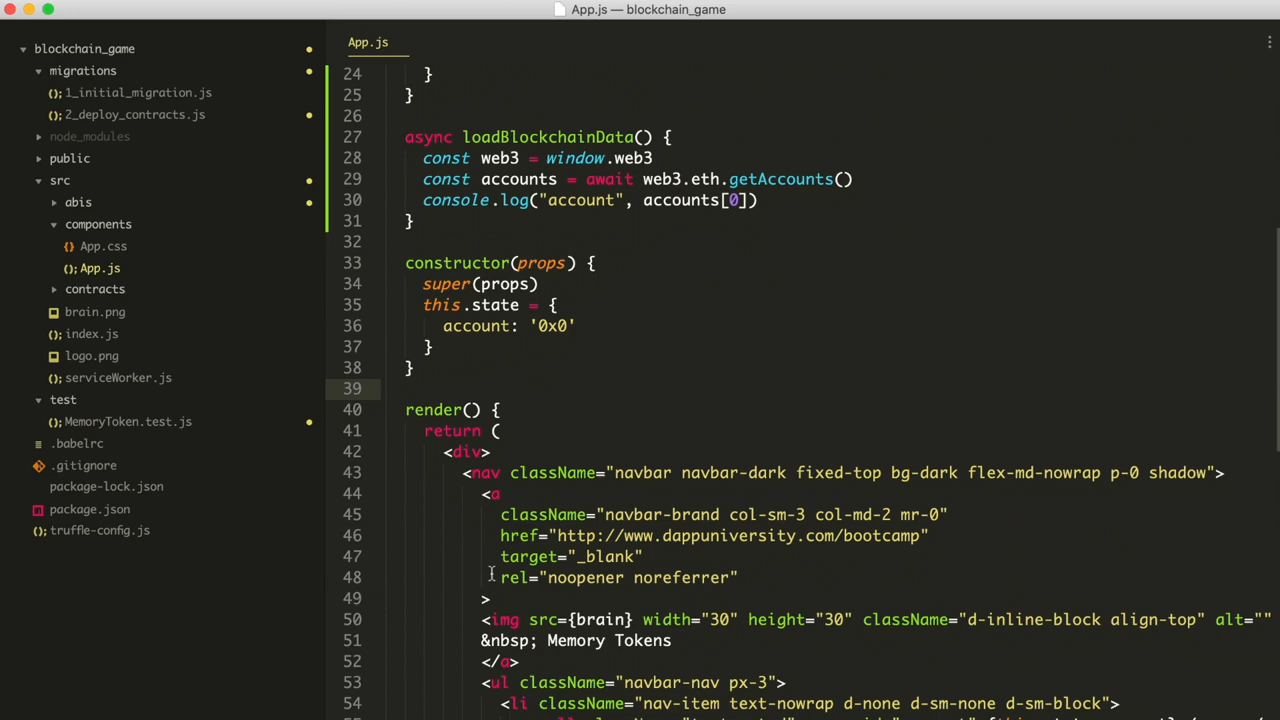 App.js — blockchain_game
blockchain_game
migrations
1_initial_migration.js
2_deploy_contracts.js
node_modules
public
src
abis
components
App.css
App.js
contracts
brain.png
index.js
logo.png
serviceWorker.js
test
MemoryToken.test.js
.babelrc
.gitignore
package-lock.json
package.json
truffle-config.js
App.js
24 }
25 }
26
27 async loadBlockchainData() {
28 const web3 = window.web3
29 const accounts = await web3.eth.getAccounts()
30 console.log("account", accounts[0])
31 }
32
33 constructor(props) {
34 super(props)
35 this.state = {
36 account: '0x0'
37 }
38 }
39
40 render() {
41 return (
42 <div>
43 <nav className="navbar navbar-dark fixed-top bg-dark flex-md-nowrap p-0 shadow">
44 <a
45 className="navbar-brand col-sm-3 col-md-2 mr-0"
46 href="http://www.dappuniversity.com/bootcamp"
47 target="_blank"
48 rel="noopener noreferrer"
49 >
50 <img src={brain} width="30" height="30" className="d-inline-block align-top" alt=""
51 &nbsp; Memory Tokens
52 </a>
53 <ul className="navbar-nav px-3">
54 <li className="nav-item text-nowrap d-none d-sm-none d-sm-block">